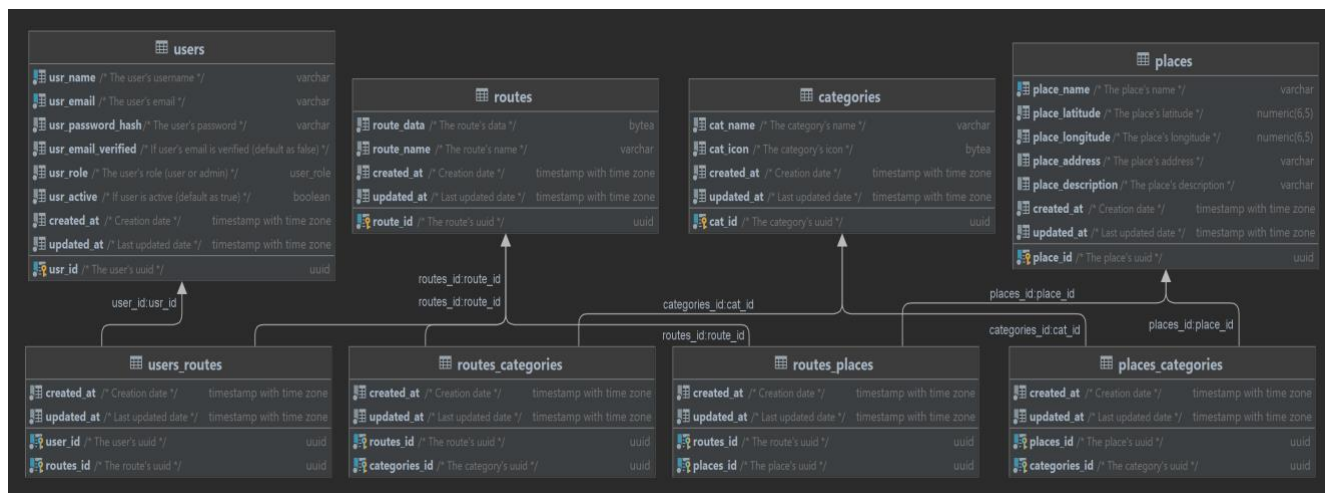 users
usr_name /* The user's username */ varchar
usr_email /* The user's email */ varchar
usr_password_hash /* The user's password */ varchar
usr_email_verified /* If user's email is verified (default as false) */
usr_role /* The user's role (user or admin) */ user_role
usr_active /* If user is active (default as true) */ boolean
created_at /* Creation date */ timestamp with time zone
updated_at /* Last updated date */ timestamp with time zone
usr_id /* The user's uuid */ uuid
routes
route_data /* The route's data */ bytea
route_name /* The route's name */ varchar
created_at /* Creation date */ timestamp with time zone
updated_at /* Last updated date */ timestamp with time zone
route_id /* The route's uuid */ uuid
categories
cat_name /* The category's name */ varchar
cat_icon /* The category's icon */ bytea
created_at /* Creation date */ timestamp with time zone
updated_at /* Last updated date */ timestamp with time zone
cat_id /* The category's uuid */ uuid
places
place_name /* The place's name */ varchar
place_latitude /* The place's latitude */ numeric(6,5)
place_longitude /* The place's longitude */ numeric(6,5)
place_address /* The place's address */ varchar
place_description /* The place's description */ varchar
created_at /* Creation date */ timestamp with time zone
updated_at /* Last updated date */ timestamp with time zone
place_id /* The place's uuid */ uuid
user_id:usr_id
routes_id:route_id
routes_id:route_id
categories_id:cat_id
routes_id:route_id
places_id:place_id
categories_id:cat_id
places_id:place_id
users_routes
created_at /* Creation date */ timestamp with time zone
updated_at /* Last updated date */ timestamp with time zone
user_id /* The user's uuid */ uuid
routes_id /* The route's uuid */ uuid
routes_categories
created_at /* Creation date */ timestamp with time zone
updated_at /* Last updated date */ timestamp with time zone
routes_id /* The route's uuid */ uuid
categories_id /* The category's uuid */ uuid
routes_places
created_at /* Creation date */ timestamp with time zone
updated_at /* Last updated date */ timestamp with time zone
routes_id /* The route's uuid */ uuid
places_id /* The place's uuid */ uuid
places_categories
created_at /* Creation date */ timestamp with time zone
updated_at /* Last updated date */ timestamp with time zone
places_id /* The place's uuid */ uuid
categories_id /* The category's uuid */ uuid